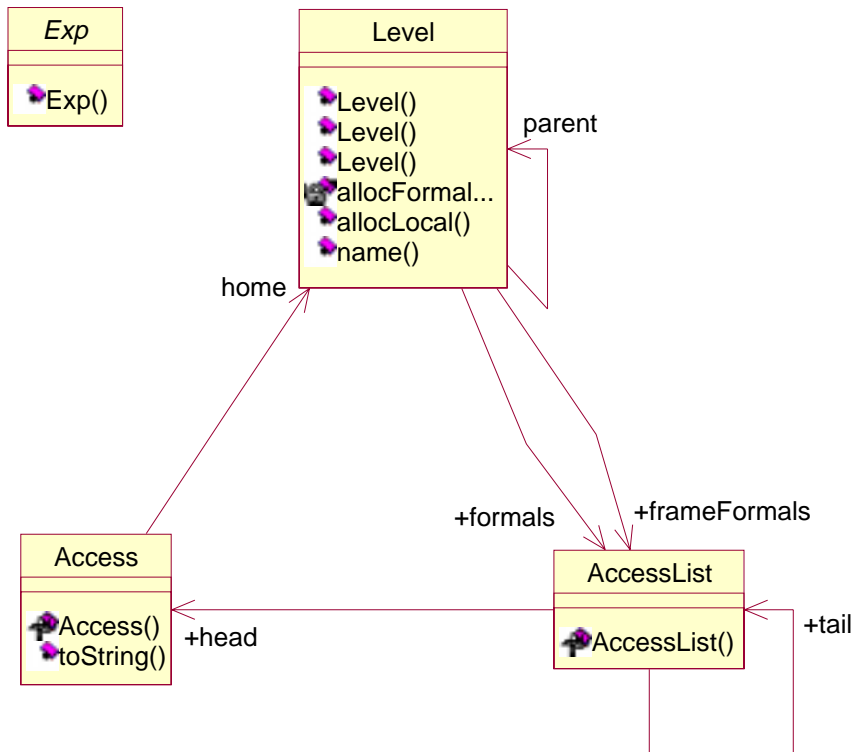 Exp
Exp()
Level
Level()
Level()
Level()
allocFormal...
allocLocal()
name()
parent
home
+formals
+frameFormals
Access
Access()
toString()
+head
AccessList
AccessList()
+tail